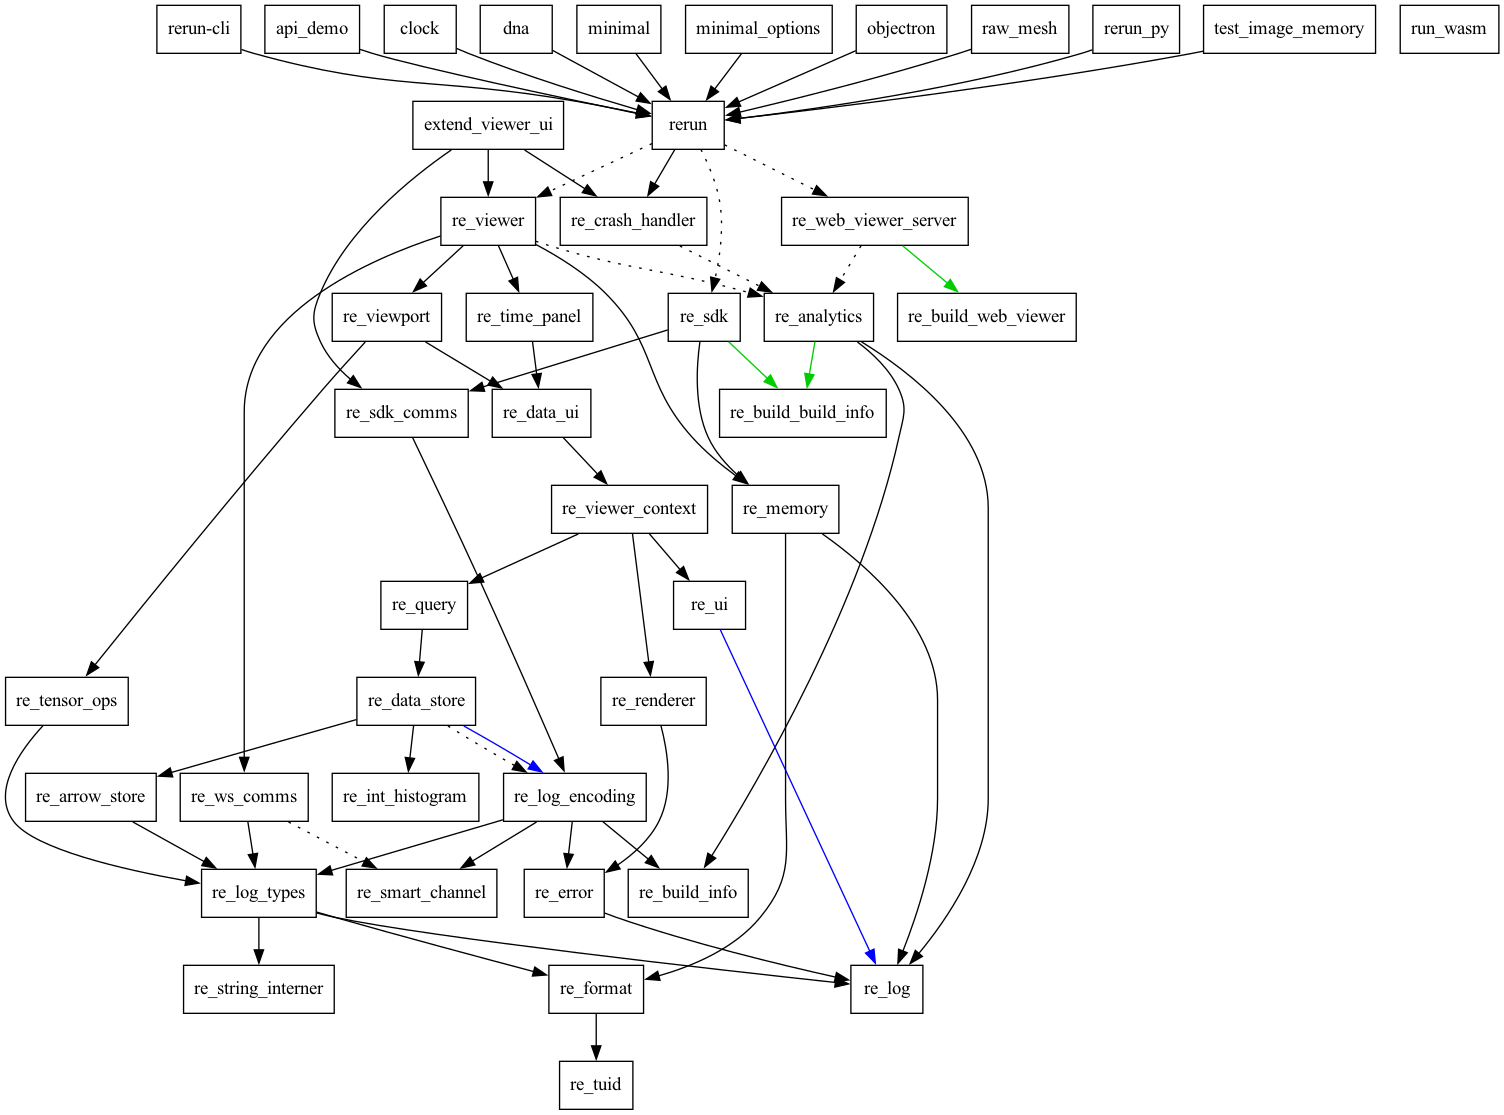 rerun-cli
api_demo
clock
dna
minimal
minimal_options
objectron
raw_mesh
rerun_py
test_image_memory
run_wasm
extend_viewer_ui
rerun
re_viewer
re_crash_handler
re_web_viewer_server
re_viewport
re_time_panel
re_sdk
re_analytics
re_build_web_viewer
re_sdk_comms
re_data_ui
re_build_build_info
re_viewer_context
re_memory
re_query
re_ui
re_tensor_ops
re_data_store
re_renderer
re_arrow_store
re_ws_comms
re_int_histogram
re_log_encoding
re_log_types
re_smart_channel
re_error
re_build_info
re_string_interner
re_format
re_log
re_tuid